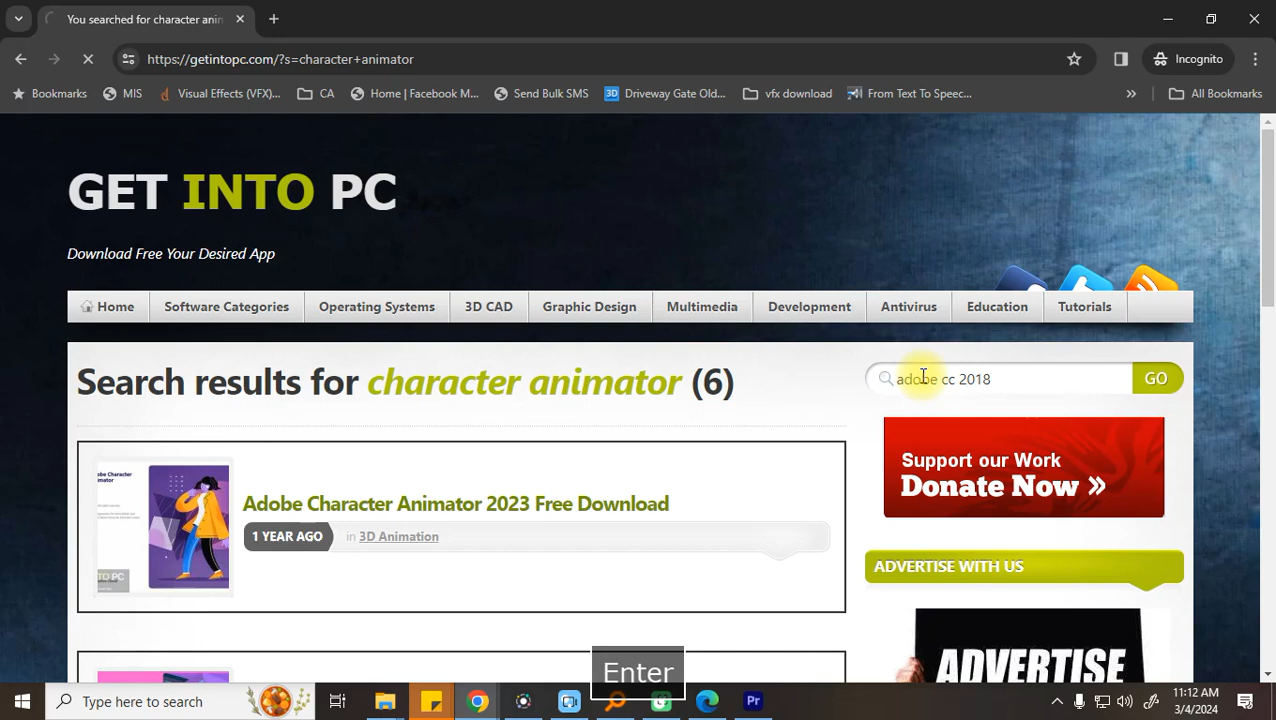 You searched for character anim
https://getintopc.com/?s=character+animator
Incognito
Bookmarks
MIS
Visual Effects (VFX)...
CA
Home | Facebook M...
Send Bulk SMS
Driveway Gate Old...
vfx download
From Text To Speec...
»
All Bookmarks
GET INTO PC
Download Free Your Desired App
Home
Software Categories
Operating Systems
3D CAD
Graphic Design
Multimedia
Development
Antivirus
Education
Tutorials
Search results for character animator (6)
adobe cc 2018
GO
Support our Work
Donate Now »
Adobe Character Animator 2023 Free Download
1 YEAR AGO
in 3D Animation
ADVERTISE WITH US
ADVERTISE
Enter
Type here to search
Pr
11:12 AM
3/4/2024